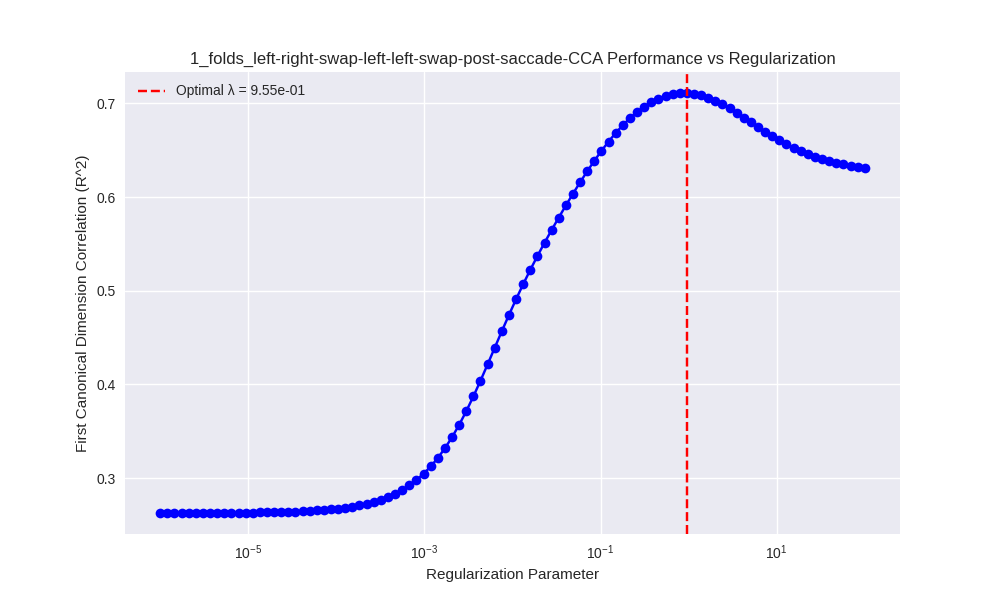 1_folds_left-right-swap-left-left-swap-post-saccade-CCA Performance vs Regularization
Optimal λ = 9.55e-01
First Canonical Dimension Correlation (R^2)
0.7
0.6
0.5
0.4
0.3
10⁻⁵
10⁻³
10⁻¹
10¹
Regularization Parameter